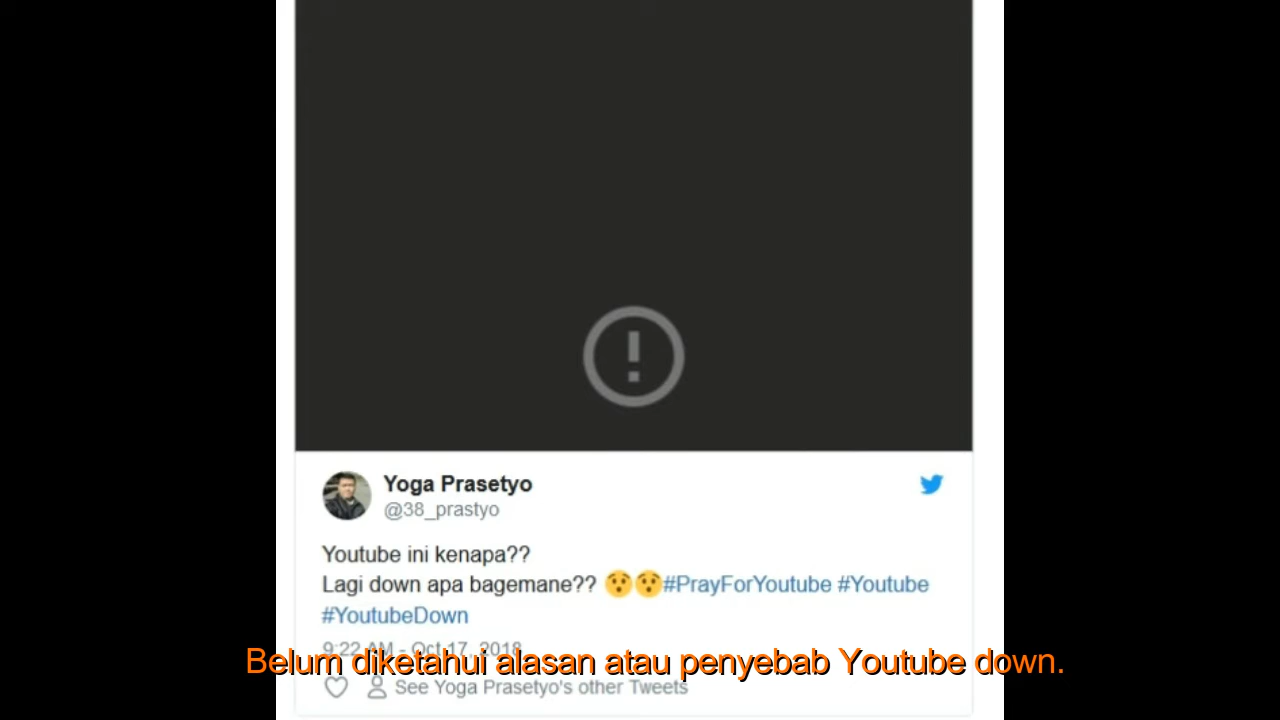 Yoga Prasetyo
@38_prastyo
Youtube ini kenapa??
Lagi down apa bagemane?? 😯😯#PrayForYoutube #Youtube
#YoutubeDown
9:22 AM - Oct 17, 2018
Belum diketahui alasan atau penyebab Youtube down.
See Yoga Prasetyo's other Tweets